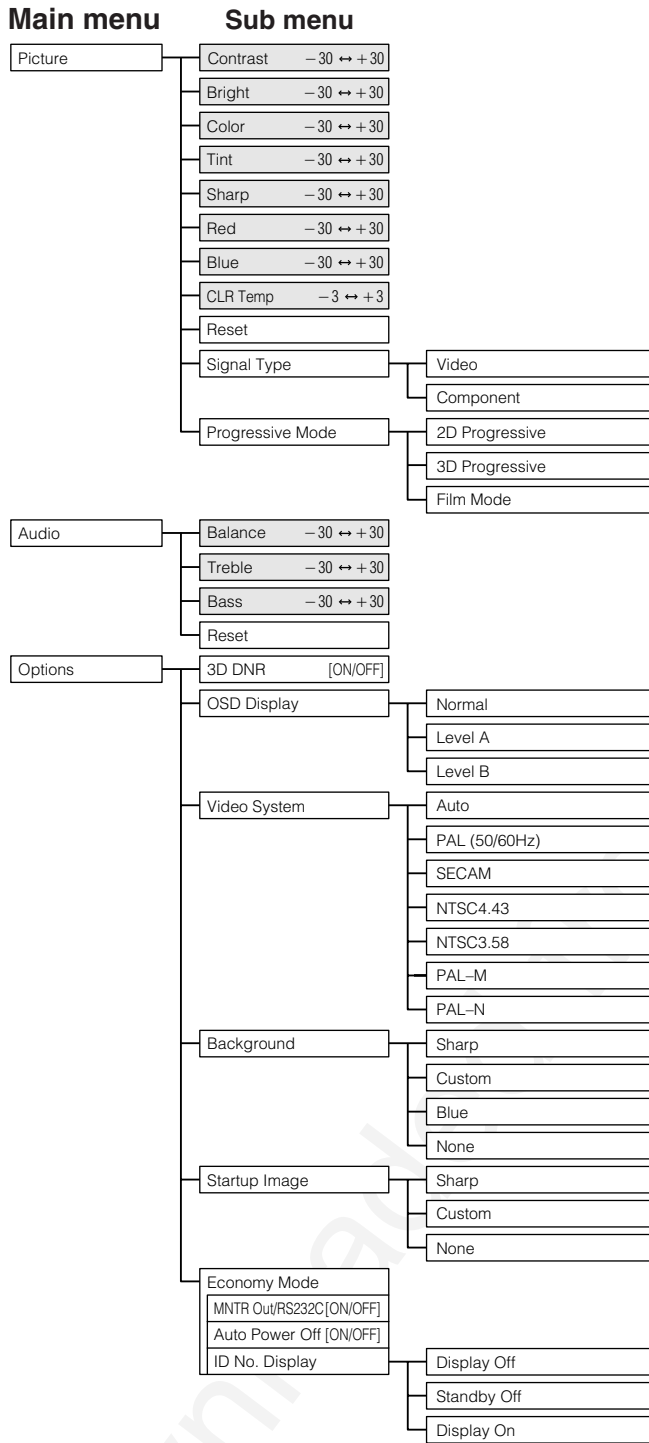 Main menu Sub menu
Picture
Contrast −30 ↔ +30
Bright −30 ↔ +30
Color −30 ↔ +30
Tint −30 ↔ +30
Sharp −30 ↔ +30
Red −30 ↔ +30
Blue −30 ↔ +30
CLR Temp −3 ↔ +3
Reset
Signal Type
Video
Component
Progressive Mode
2D Progressive
3D Progressive
Film Mode
Audio
Balance −30 ↔ +30
Treble −30 ↔ +30
Bass −30 ↔ +30
Reset
Options
3D DNR [ON/OFF]
OSD Display
Normal
Level A
Level B
Video System
Auto
PAL (50/60Hz)
SECAM
NTSC4.43
NTSC3.58
PAL–M
PAL–N
Background
Sharp
Custom
Blue
None
Startup Image
Sharp
Custom
None
Economy Mode
MNTR Out/RS232C[ON/OFF]
Auto Power Off [ON/OFF]
ID No. Display
Display Off
Standby Off
Display On